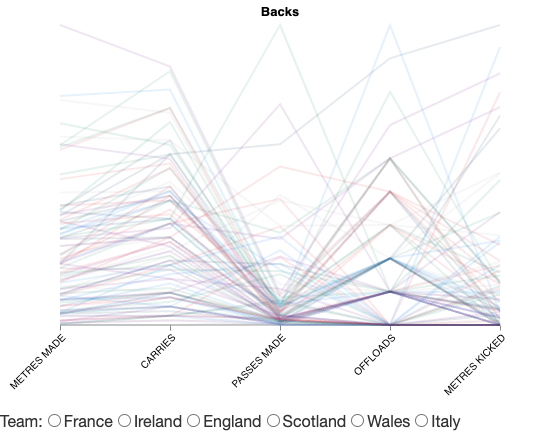 Backs
METRES MADE
CARRIES
PASSES MADE
OFFLOADS
METRES KICKED
Team: France Ireland England Scotland Wales Italy